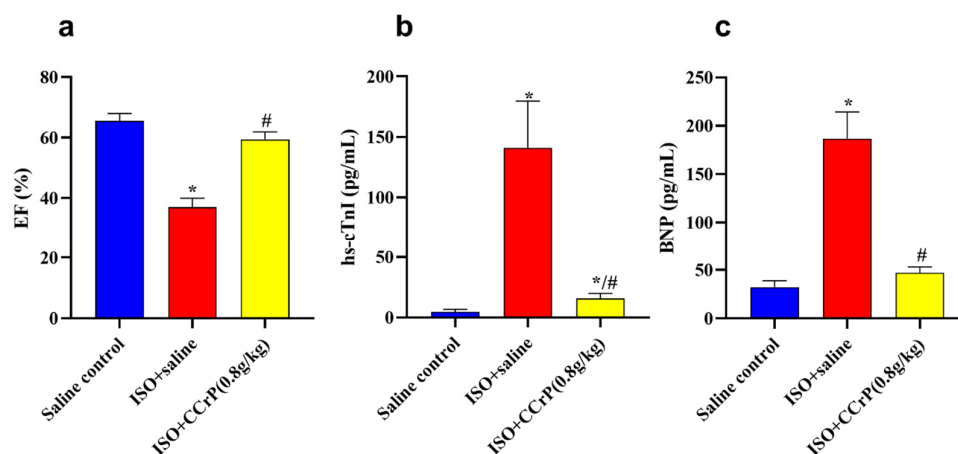 a
EF (%)
80
60
40
20
0
*
#
Saline control
ISO+saline
ISO+CCrP(0.8g/kg)
b
hs-cTnI (pg/mL)
200
150
100
50
0
*
*/#
Saline control
ISO+saline
ISO+CCrP(0.8g/kg)
c
BNP (pg/mL)
250
200
150
100
50
0
*
#
Saline control
ISO+saline
ISO+CCrP(0.8g/kg)